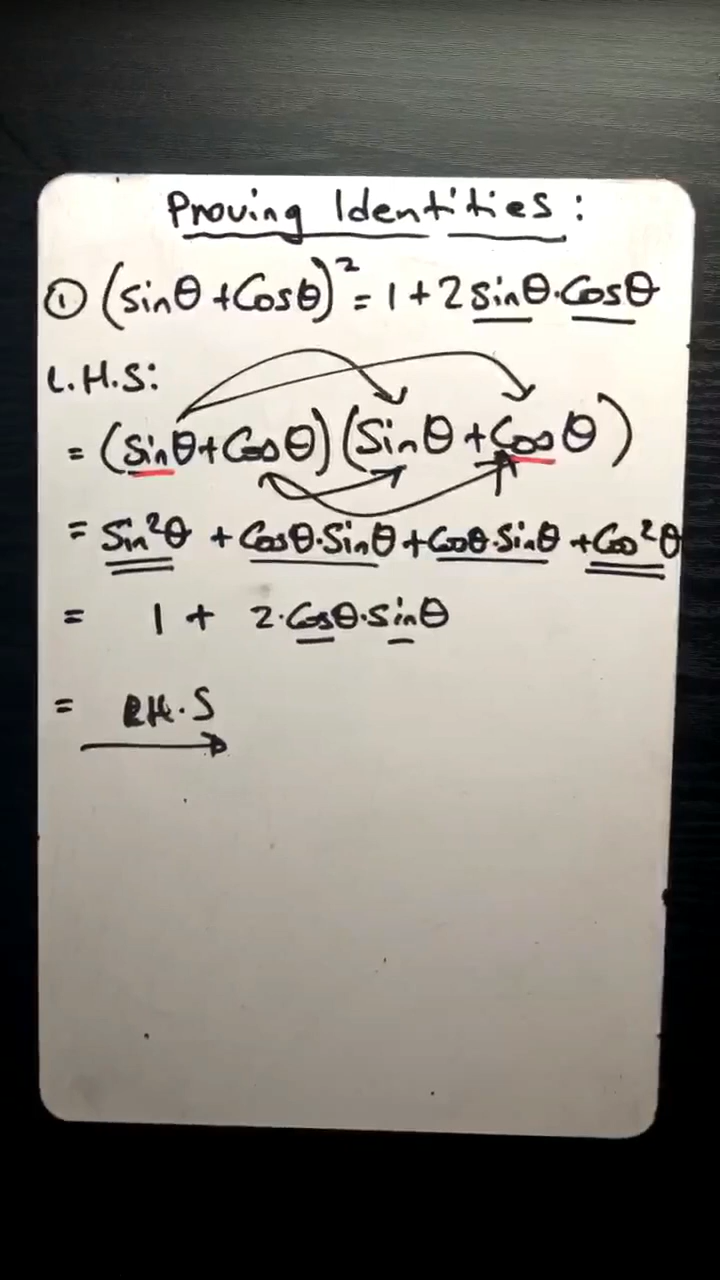 Proving Identities:
① (sinθ + Cosθ)² = 1 + 2 sinθ · Cosθ
L.H.S:
= (Sinθ + Cosθ) (Sinθ + Cosθ)
= Sin²θ + Cosθ·Sinθ + Cosθ·Sinθ + Cos²θ
= 1 + 2·Cosθ·sinθ
= R.H.S